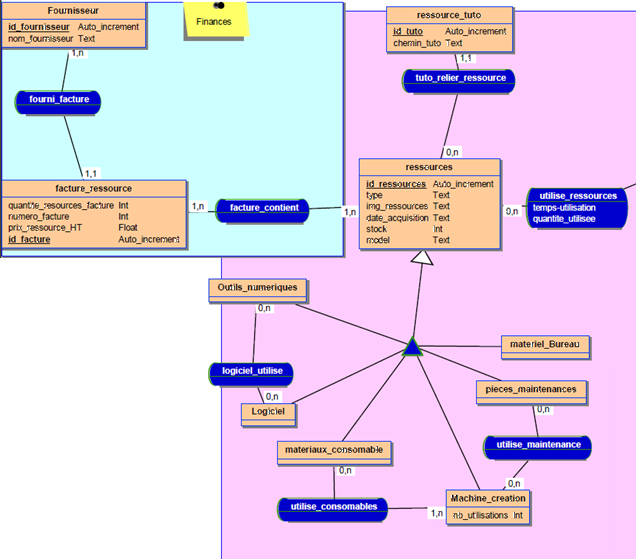 Fournisseur
id_fournisseur Auto_increment
nom_fournisseur Text
Finances
ressource_tuto
id_tuto Auto_increment
chemin_tuto Text
1,n
1,1
fourni_facture
tuto_relier_ressource
1,1
0,n
facture_ressource
quantite_ressources_facture Int
numero_facture Int
prix_ressource_HT Float
id_facture Auto_increment
1,n
facture_contient
1,n
ressources
id_ressources Auto_increment
type Text
img_ressources Text
date_acquisition Text
stock Int
model Text
0,n
utilise_ressources
temps-utilisation
quantite_utilisee
Outils_numeriques
0,n
materiel_Bureau
logiciel_utilise
0,n
Logiciel
pieces_maintenances
0,n
materiaux_consomable
0,n
utilise_maintenance
0,n
utilise_consomables
1,n
Machine_creation
nb_utilisations Int